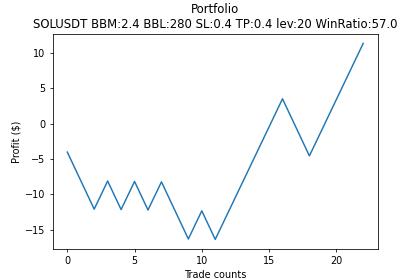 Portfolio
SOLUSDT BBM:2.4 BBL:280 SL:0.4 TP:0.4 lev:20 WinRatio:57.0
10
5
0
−5
−10
−15
Profit ($)
0
5
10
15
20
Trade counts